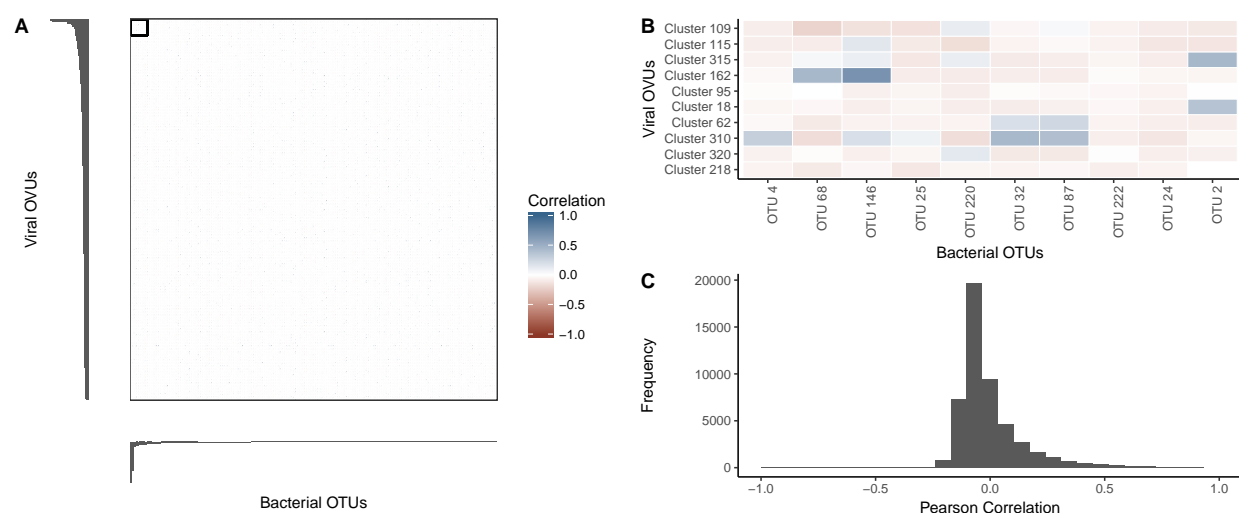 A
Viral OVUs
Bacterial OTUs
Correlation
1.0
0.5
0.0
−0.5
−1.0
B
Viral OVUs
Cluster 109
Cluster 115
Cluster 315
Cluster 162
Cluster 95
Cluster 18
Cluster 62
Cluster 310
Cluster 320
Cluster 218
OTU 4
OTU 68
OTU 146
OTU 25
OTU 220
OTU 32
OTU 87
OTU 222
OTU 24
OTU 2
Bacterial OTUs
C
Frequency
20000
15000
10000
5000
0
−1.0
−0.5
0.0
0.5
1.0
Pearson Correlation